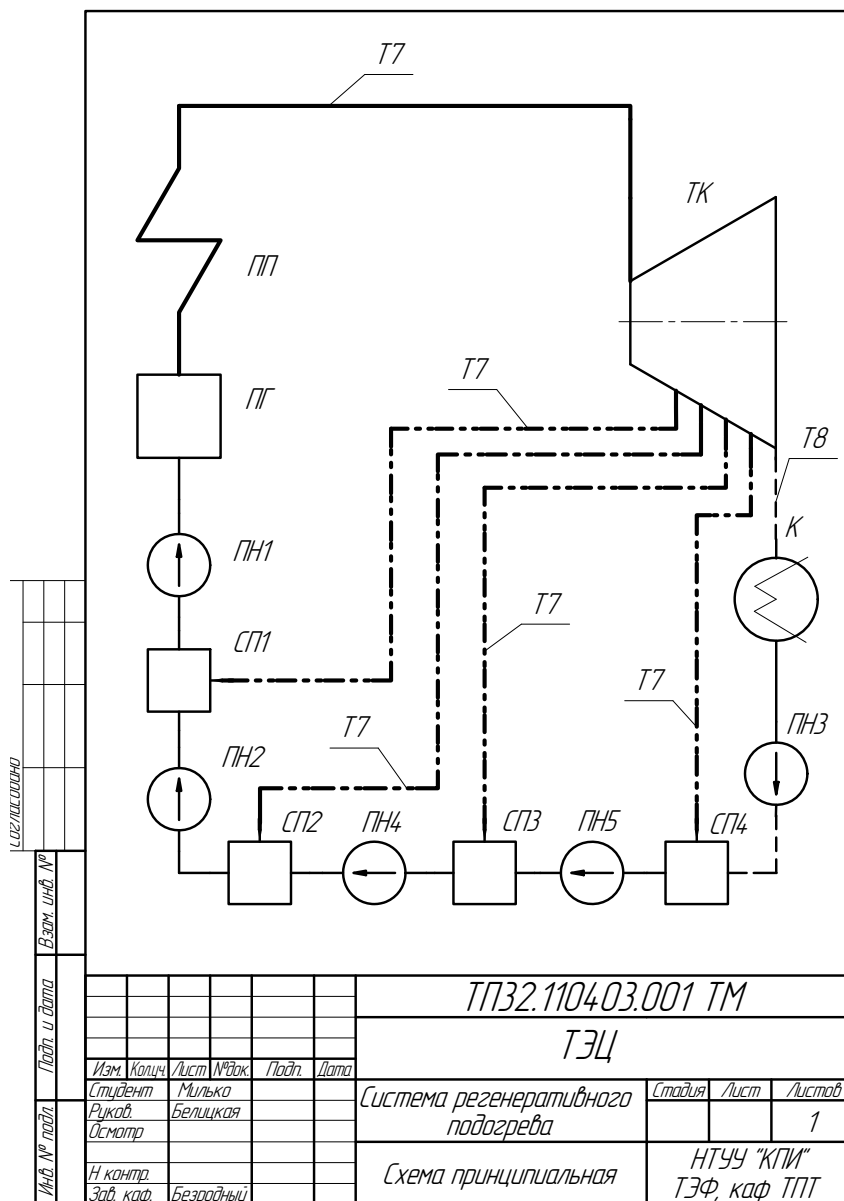 Т7
ТК
ПП
ПГ
Т7
Т8
К
ПН1
СП1
Т7
Т7
ПН3
ПН2
Т7
СП2
ПН4
СП3
ПН5
СП4
Согласовано
Взам. инв. №
Подп. и дата
Инв. № подл.
ТП32.110403.001 ТМ
ТЭЦ
Изм. Колуч Лист №док. Подп. Дата
Студент Милько
Руков. Белицкая
Осмотр
Н контр.
Зав. каф. Безродный
Система регенеративного
подогрева
Стадия Лист Листов
1
Схема принципиальная
НТУУ "КПИ"
ТЭФ, каф ТПТ